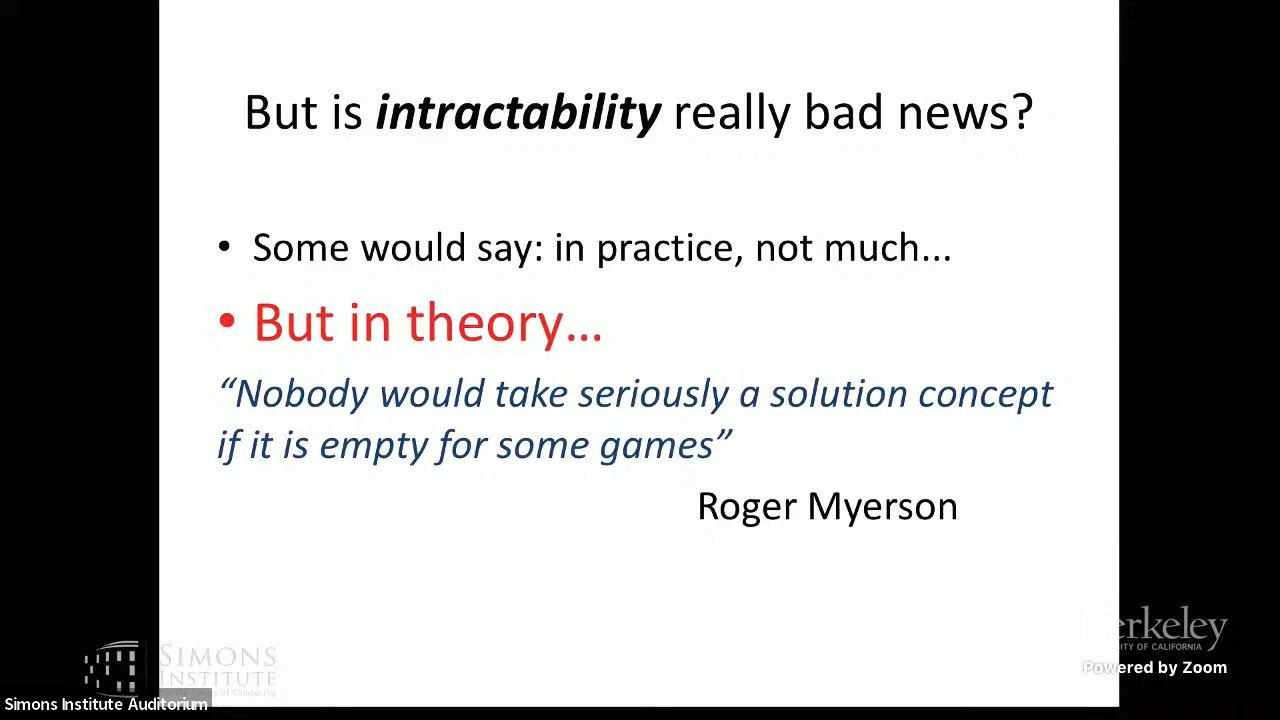 But is intractability really bad news?
• Some would say: in practice, not much...
• But in theory...
“Nobody would take seriously a solution concept
if it is empty for some games”
Roger Myerson
SIMONS
INSTITUTE
Berkeley
Powered by Zoom
Simons Institute Auditorium